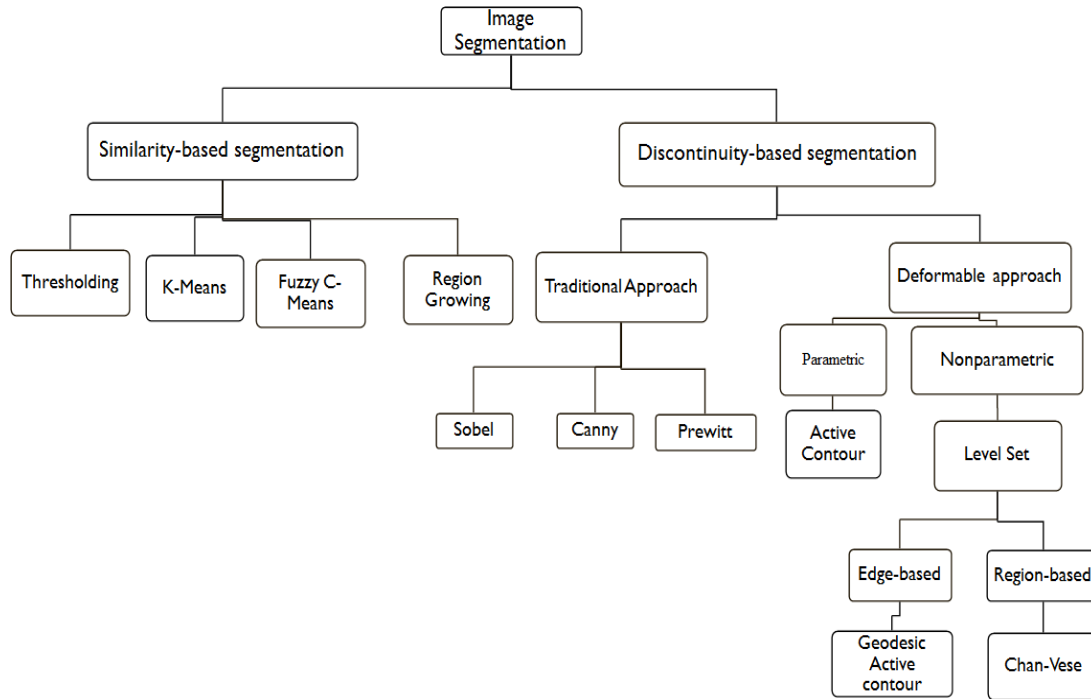 Image
Segmentation
Similarity-based segmentation
Discontinuity-based segmentation
Thresholding
K-Means
Fuzzy C-
Means
Region
Growing
Traditional Approach
Deformable approach
Parametric
Nonparametric
Sobel
Canny
Prewitt
Active
Contour
Level Set
Edge-based
Region-based
Geodesic
Active
contour
Chan-Vese